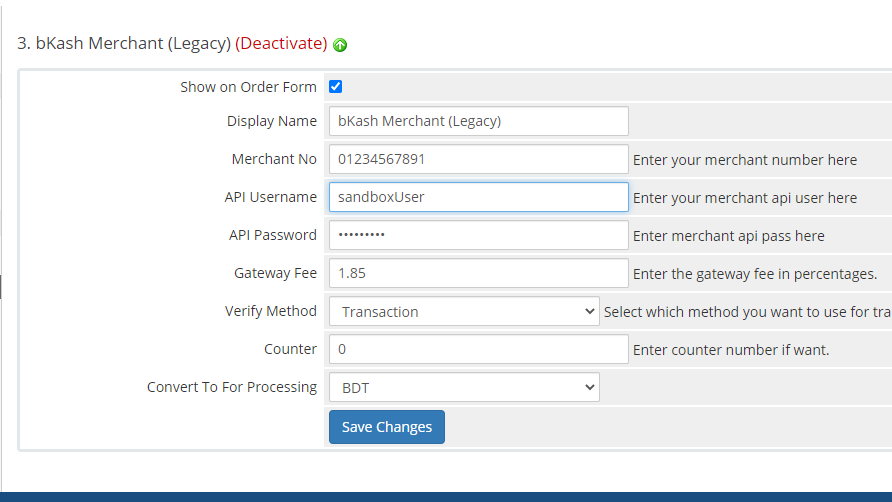 3. bKash Merchant (Legacy) (Deactivate)
Show on Order Form
Display Name bKash Merchant (Legacy)
Merchant No 01234567891 Enter your merchant number here
API Username sandboxUser Enter your merchant api user here
API Password ••••••••• Enter merchant api pass here
Gateway Fee 1.85 Enter the gateway fee in percentages.
Verify Method Transaction Select which method you want to use for tra
Counter 0 Enter counter number if want.
Convert To For Processing BDT
Save Changes